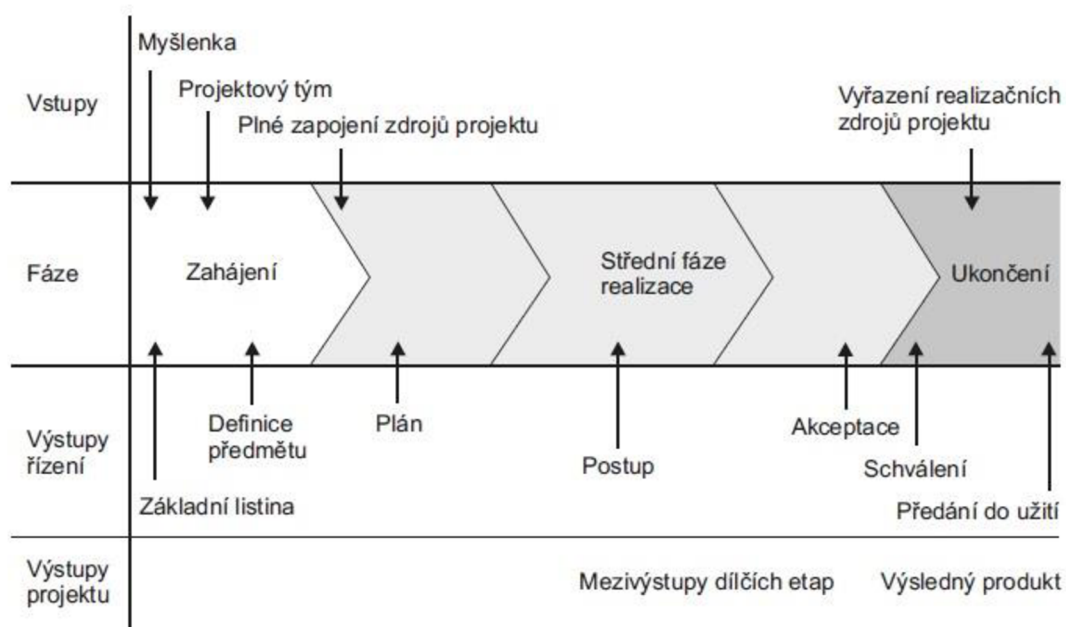 Myšlenka
Vstupy
Projektový tým
Plné zapojení zdrojů projektu
Vyřazení realizačních
zdrojů projektu
Fáze
Zahájení
Střední fáze
realizace
Ukončení
Výstupy
řízení
Definice
předmětu
Plán
Postup
Akceptace
Schválení
Základní listina
Předání do užití
Výstupy
projektu
Mezivýstupy dílčích etap
Výsledný produkt